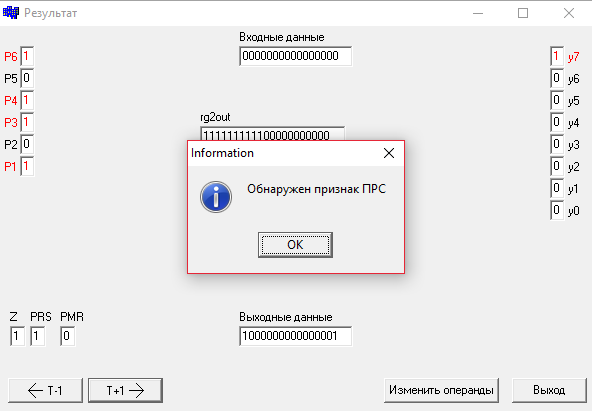 Результат
Входные данные
0000000000000000
P6 1
P5 0
P4 1
P3 1
P2 0
P1 1
1 y7
0 y6
0 y5
0 y4
0 y3
0 y2
0 y1
0 y0
rg2out
Information
Обнаружен признак ПРС
OK
Z PRS PMR
1 1 0
Выходные данные
1000000000000001
T-1
T+1
Изменить операнды
Выход